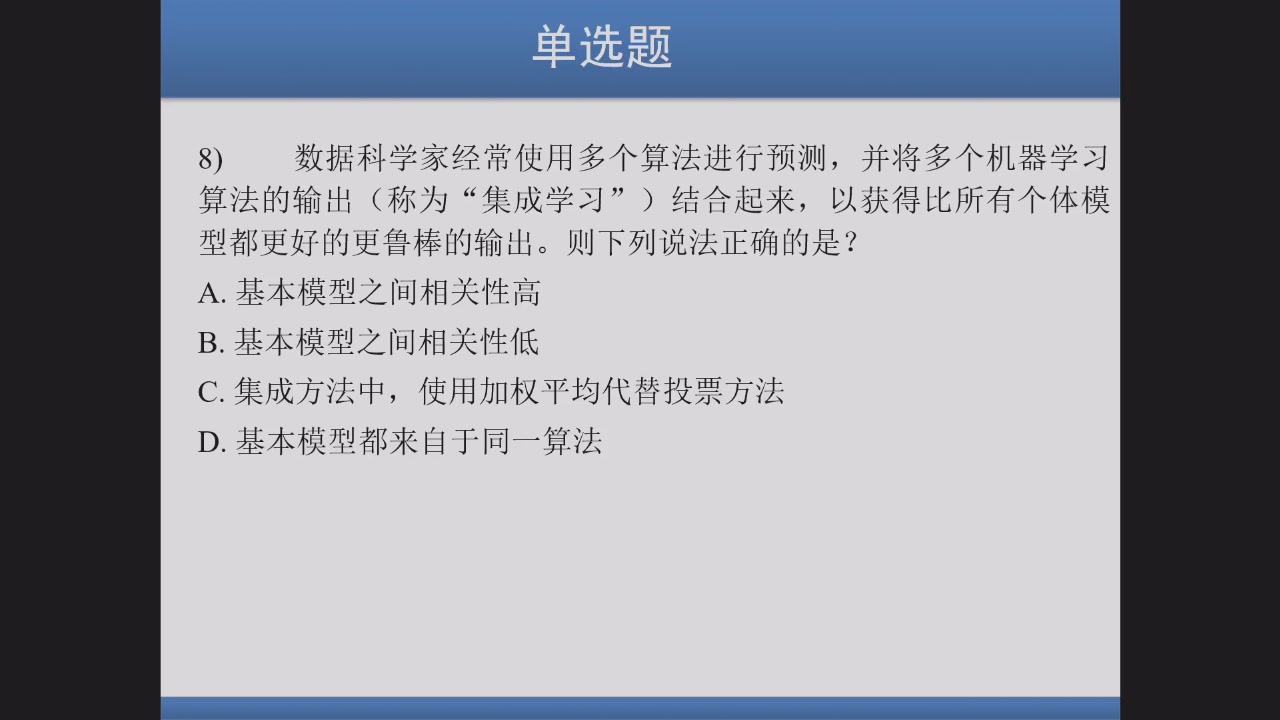 单选题
8) 数据科学家经常使用多个算法进行预测，并将多个机器学习
算法的输出（称为“集成学习”）结合起来，以获得比所有个体模
型都更好的更鲁棒的输出。则下列说法正确的是？
A. 基本模型之间相关性高
B. 基本模型之间相关性低
C. 集成方法中，使用加权平均代替投票方法
D. 基本模型都来自于同一算法